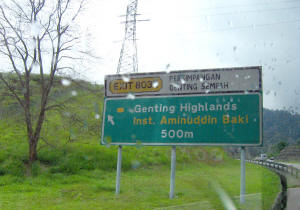 EXIT 803
PERSIMPANGAN
GENTING SEMPAH
Genting Highlands
Inst. Aminuddin Baki
500m